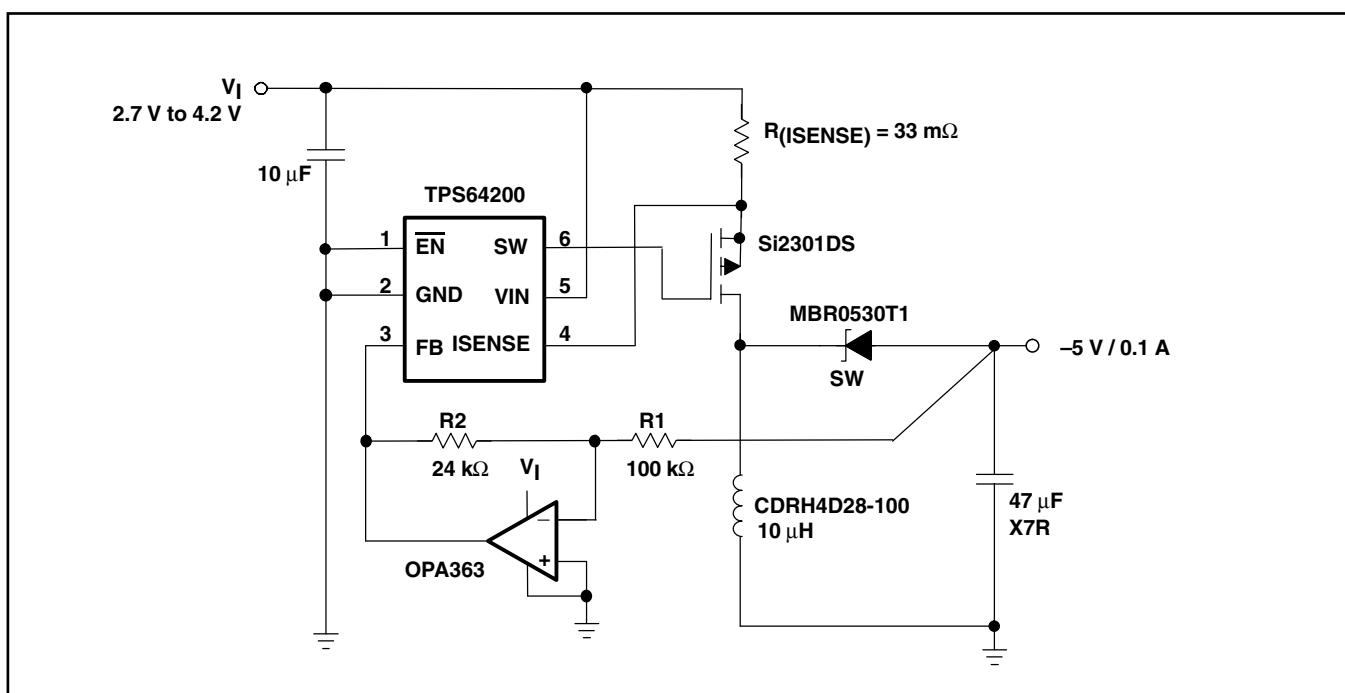 VI
2.7 V to 4.2 V
R(ISENSE) = 33 mΩ
10 μF
TPS64200
1 EN SW 6
2 GND VIN 5
3 FB ISENSE 4
Si2301DS
MBR0530T1
SW
–5 V / 0.1 A
R2
24 kΩ
R1
100 kΩ
VI
–
+
OPA363
CDRH4D28-100
10 μH
47 μF
X7R